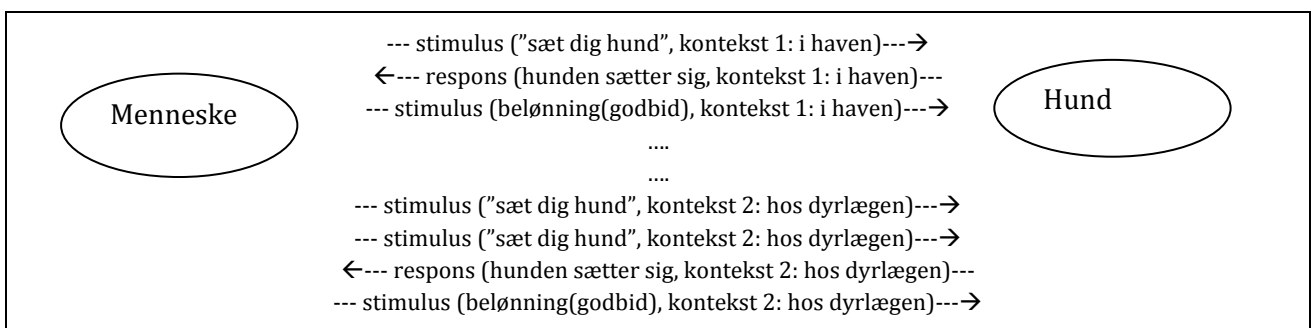 --- stimulus (”sæt dig hund”, kontekst 1: i haven)---→
←--- respons (hunden sætter sig, kontekst 1: i haven)---
Menneske
--- stimulus (belønning(godbid), kontekst 1: i haven)---→
Hund
....
....
--- stimulus (”sæt dig hund”, kontekst 2: hos dyrlægen)---→
--- stimulus (”sæt dig hund”, kontekst 2: hos dyrlægen)---→
←--- respons (hunden sætter sig, kontekst 2: hos dyrlægen)---
--- stimulus (belønning(godbid), kontekst 2: hos dyrlægen)---→